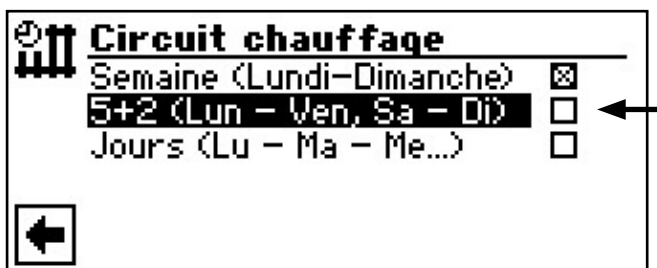 Circuit chauffage
Semaine (Lundi-Dimanche)
5+2 (Lun - Ven, Sa - Di)
Jours (Lu - Ma - Me...)